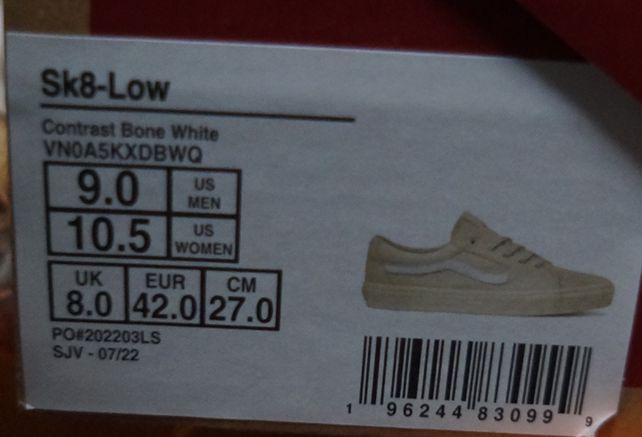 Sk8-Low
Contrast Bone White
VN0A5KXDBWQ
9.0 US MEN
10.5 US WOMEN
UK EUR CM
8.0 42.0 27.0
PO#202203LS
SJV - 07/22
1 96244 83099 9